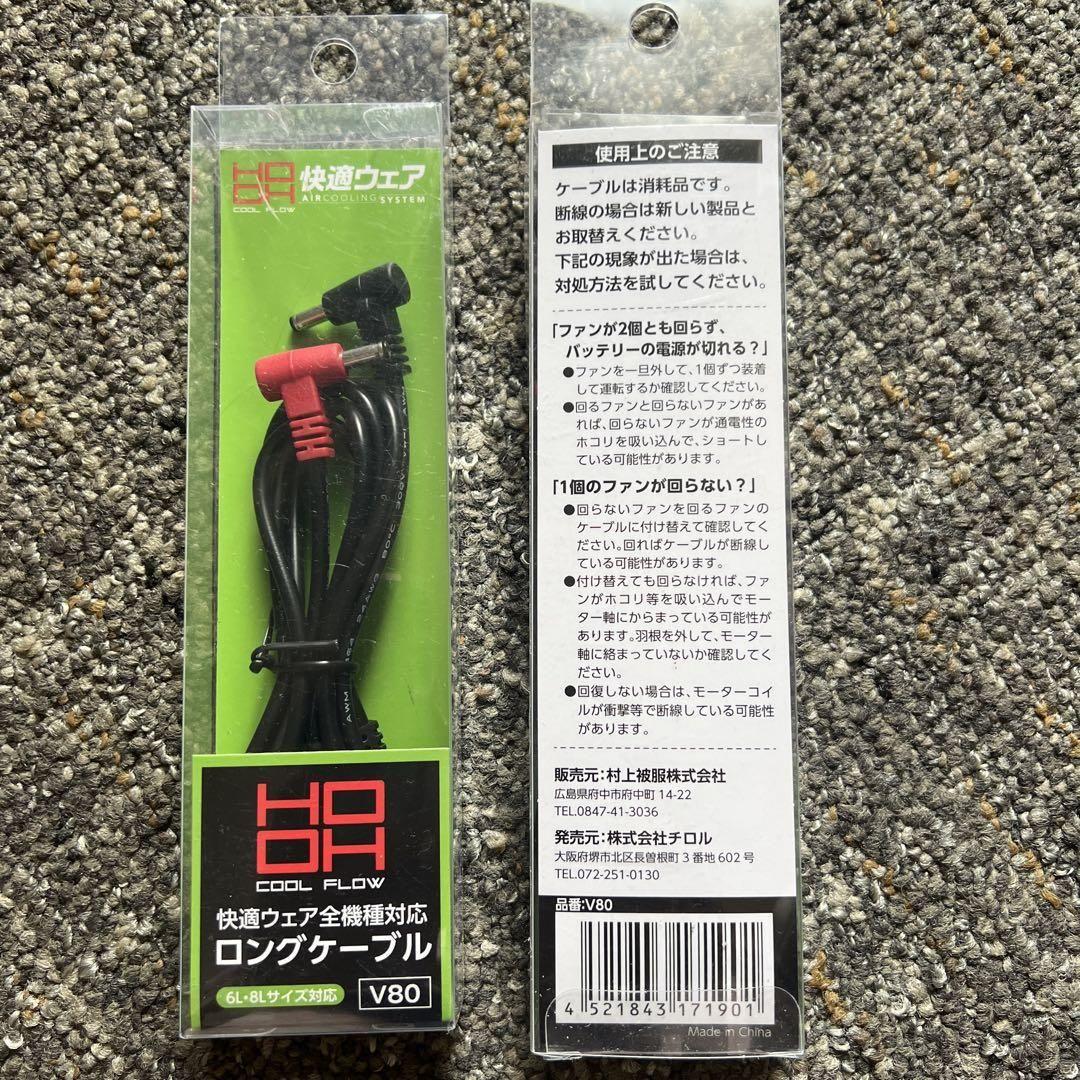 HO
OH
COOL FLOW
快適ウェア
AIRCOOLING SYSTEM
AWM
HO
OH
COOL FLOW
快適ウェア全機種対応
ロングケーブル
6L・8Lサイズ対応
V80
使用上のご注意
ケーブルは消耗品です。
断線の場合は新しい製品と
お取替えください。
下記の現象が出た場合は、
対処方法を試してください。
「ファンが2個とも回らず、
バッテリーの電源が切れる？」
●ファンを一旦外して、1個ずつ装着
して運転するか確認してください。
●回るファンと回らないファンがあ
れば、回らないファンが通電性の
ホコリを吸い込んで、ショートし
ている可能性があります。
「1個のファンが回らない？」
●回らないファンを回るファンの
ケーブルに付け替えて確認してく
ださい。回ればケーブルが断線し
ている可能性があります。
●付け替えても回らなければ、ファ
ンがホコリ等を吸い込んでモー
ター軸にからまっている可能性が
あります。羽根を外して、モーター
軸に絡まっていないか確認してく
ださい。
●回復しない場合は、モーターコイ
ルが衝撃等で断線している可能性
があります。
販売元：村上被服株式会社
広島県府中市府中町 14-22
TEL.0847-41-3036
発売元：株式会社チロル
大阪府堺市北区長曽根町 3 番地 602 号
TEL.072-251-0130
品番:V80
4 521843 171901
Made in China